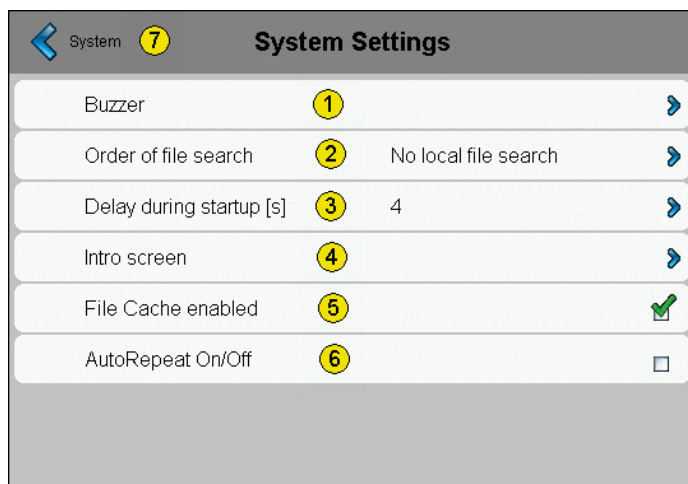 System 7 System Settings
Buzzer 1
Order of file search 2 No local file search
Delay during startup [s] 3 4
Intro screen 4
File Cache enabled 5
AutoRepeat On/Off 6